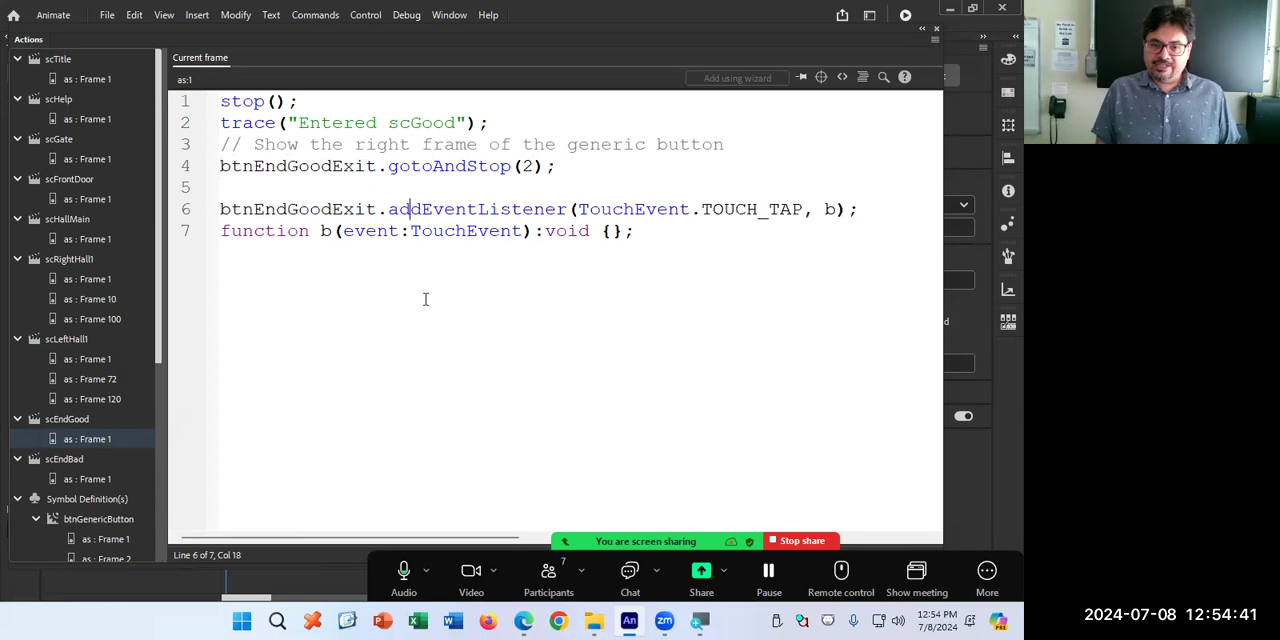 Animate File Edit View Insert Modify Text Commands Control Debug Window Help
Actions
Current frame
as:1
Add using wizard
scTitle
as : Frame 1
scHelp
as : Frame 1
scGate
as : Frame 1
scFrontDoor
as : Frame 1
scHallMain
as : Frame 1
scRightHall1
as : Frame 1
as : Frame 10
as : Frame 100
scLeftHall1
as : Frame 1
as : Frame 72
as : Frame 120
scEndGood
as : Frame 1
scEndBad
as : Frame 1
Symbol Definition(s)
btnGenericButton
as : Frame 1
as : Frame 2
1 stop();
2 trace("Entered scGood");
3 // Show the right frame of the generic button
4 btnEndGoodExit.gotoAndStop(2);
5
6 btnEndGoodExit.addEventListener(TouchEvent.TOUCH_TAP, b);
7 function b(event:TouchEvent):void {};
Line 6 of 7, Col 18
You are screen sharing
Stop share
7
Audio Video Participants Chat Share Pause Remote control Show meeting More
12:54 PM
7/8/2024
2024-07-08 12:54:41